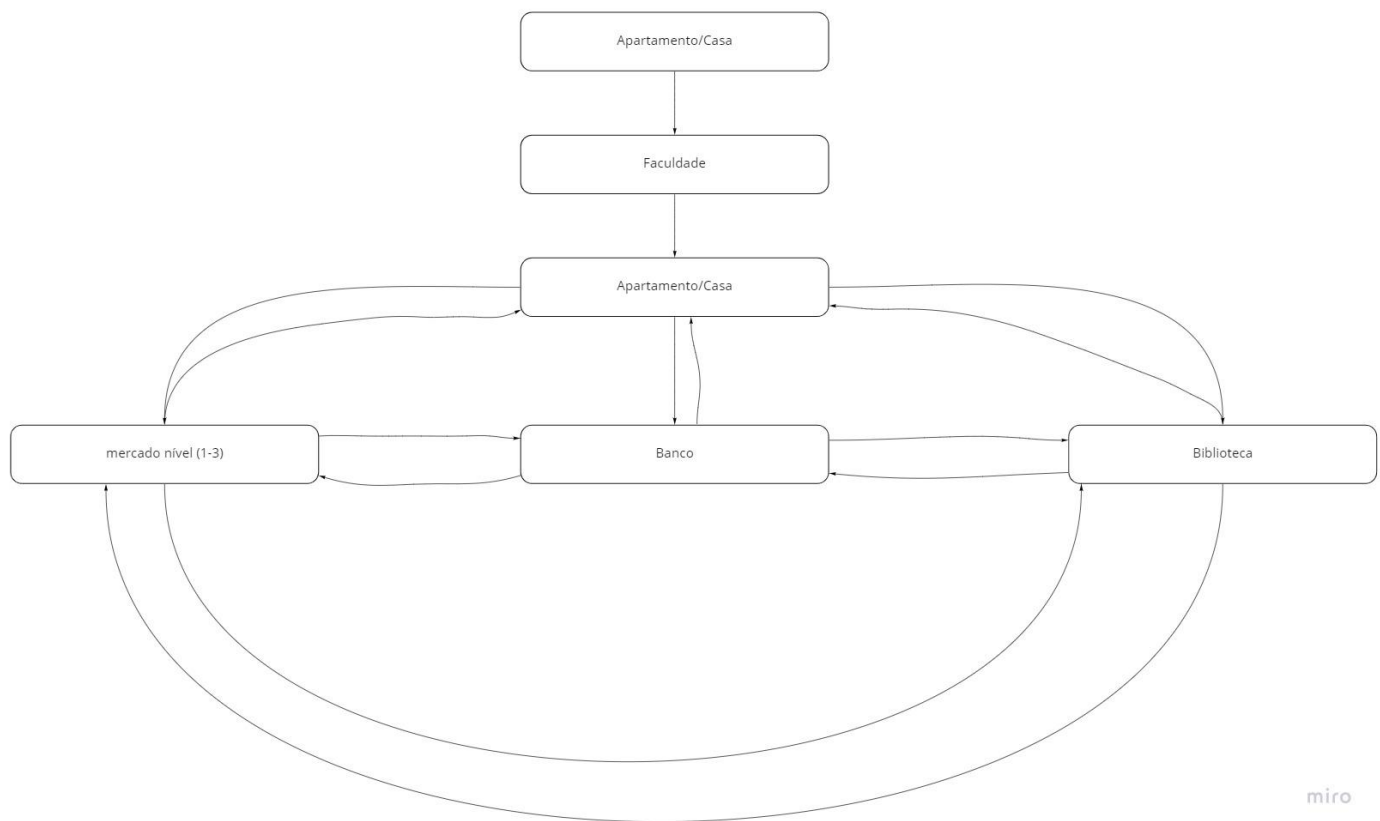 Apartamento/Casa
Faculdade
Apartamento/Casa
mercado nível (1-3)
Banco
Biblioteca
miro